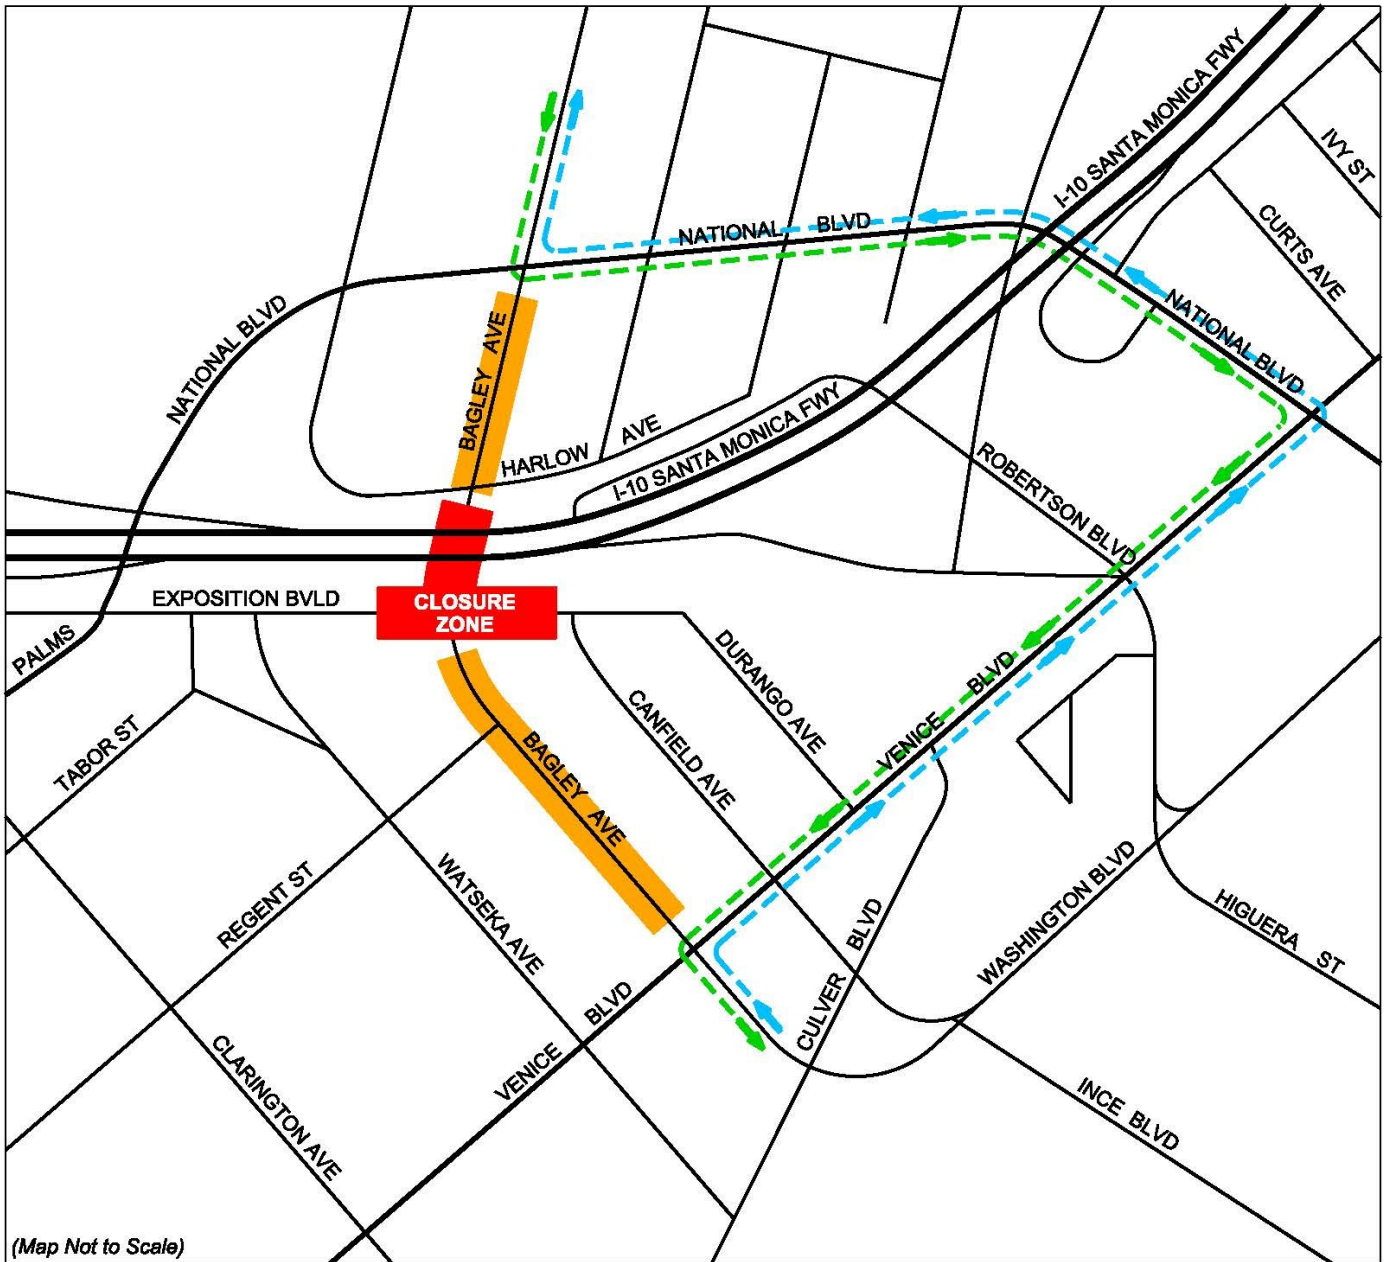 I-10 SANTA MONICA FWY
IVY ST
CURTS AVE
NATIONAL BLVD
NATIONAL BLVD
NATIONAL BLVD
BAGLEY AVE
HARLOW AVE
I-10 SANTA MONICA FWY
ROBERTSON BLVD
EXPOSITION BVLD
CLOSURE
ZONE
PALMS
DURANGO AVE
CANFIELD AVE
VENICE BLVD
TABOR ST
BAGLEY AVE
REGENT ST
WATSEKA AVE
CULVER BLVD
WASHINGTON BLVD
HIGUERA ST
VENICE BLVD
CLARINGTON AVE
INCE BLVD
(Map Not to Scale)